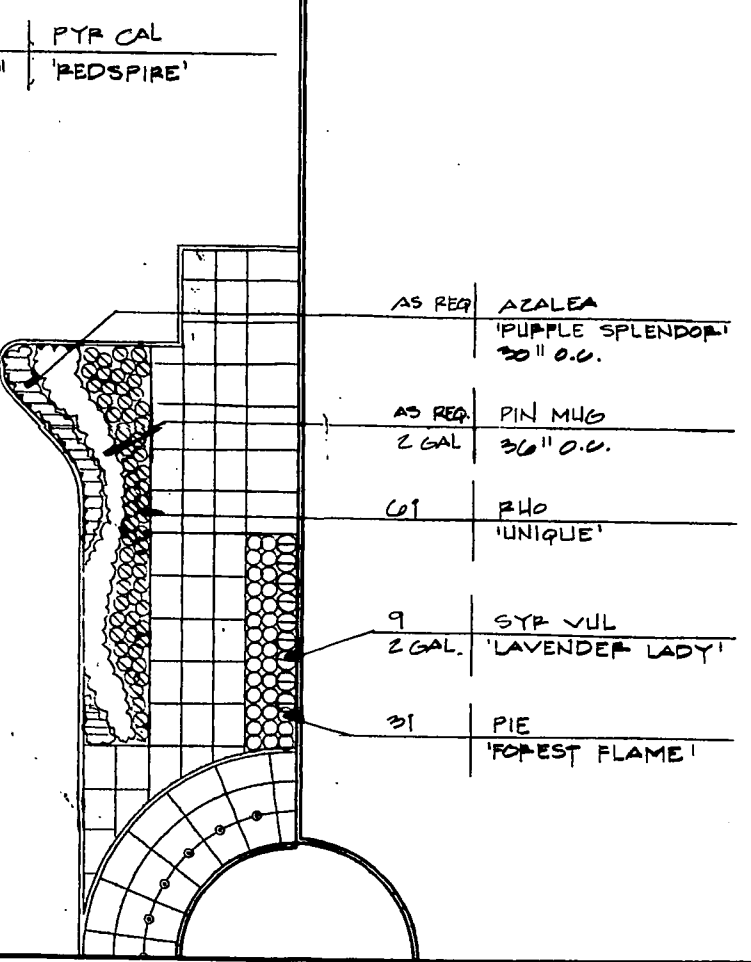 PYR CAL
'REDSPIRE'
AS REQ AZALEA
'PURPLE SPLENDOR'
30" O.C.
AS REQ. PIN MUG
2 GAL 36" O.C.
61 RHO
'UNIQUE'
9 SYR VUL
2 GAL. 'LAVENDER LADY'
31 PIE
'FOREST FLAME'